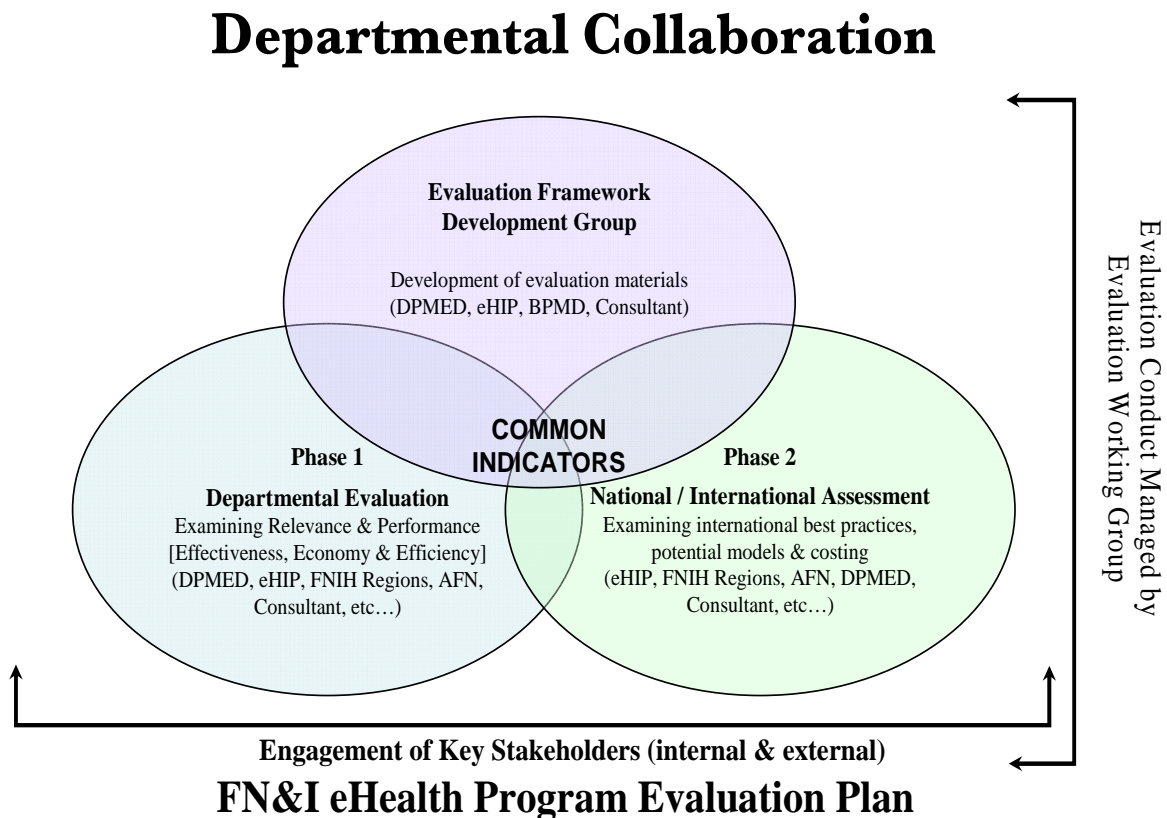 Departmental Collaboration
Evaluation Framework
Development Group
Development of evaluation materials
(DPMED, eHIP, BPMD, Consultant)
COMMON
INDICATORS
Phase 1
Departmental Evaluation
Examining Relevance & Performance
[Effectiveness, Economy & Efficiency]
(DPMED, eHIP, FNIH Regions, AFN,
Consultant, etc…)
Phase 2
National / International Assessment
Examining international best practices,
potential models & costing
(eHIP, FNIH Regions, AFN, DPMED,
Consultant, etc…)
Evaluation Conduct Managed by
Evaluation Working Group
Engagement of Key Stakeholders (internal & external)
FN&I eHealth Program Evaluation Plan